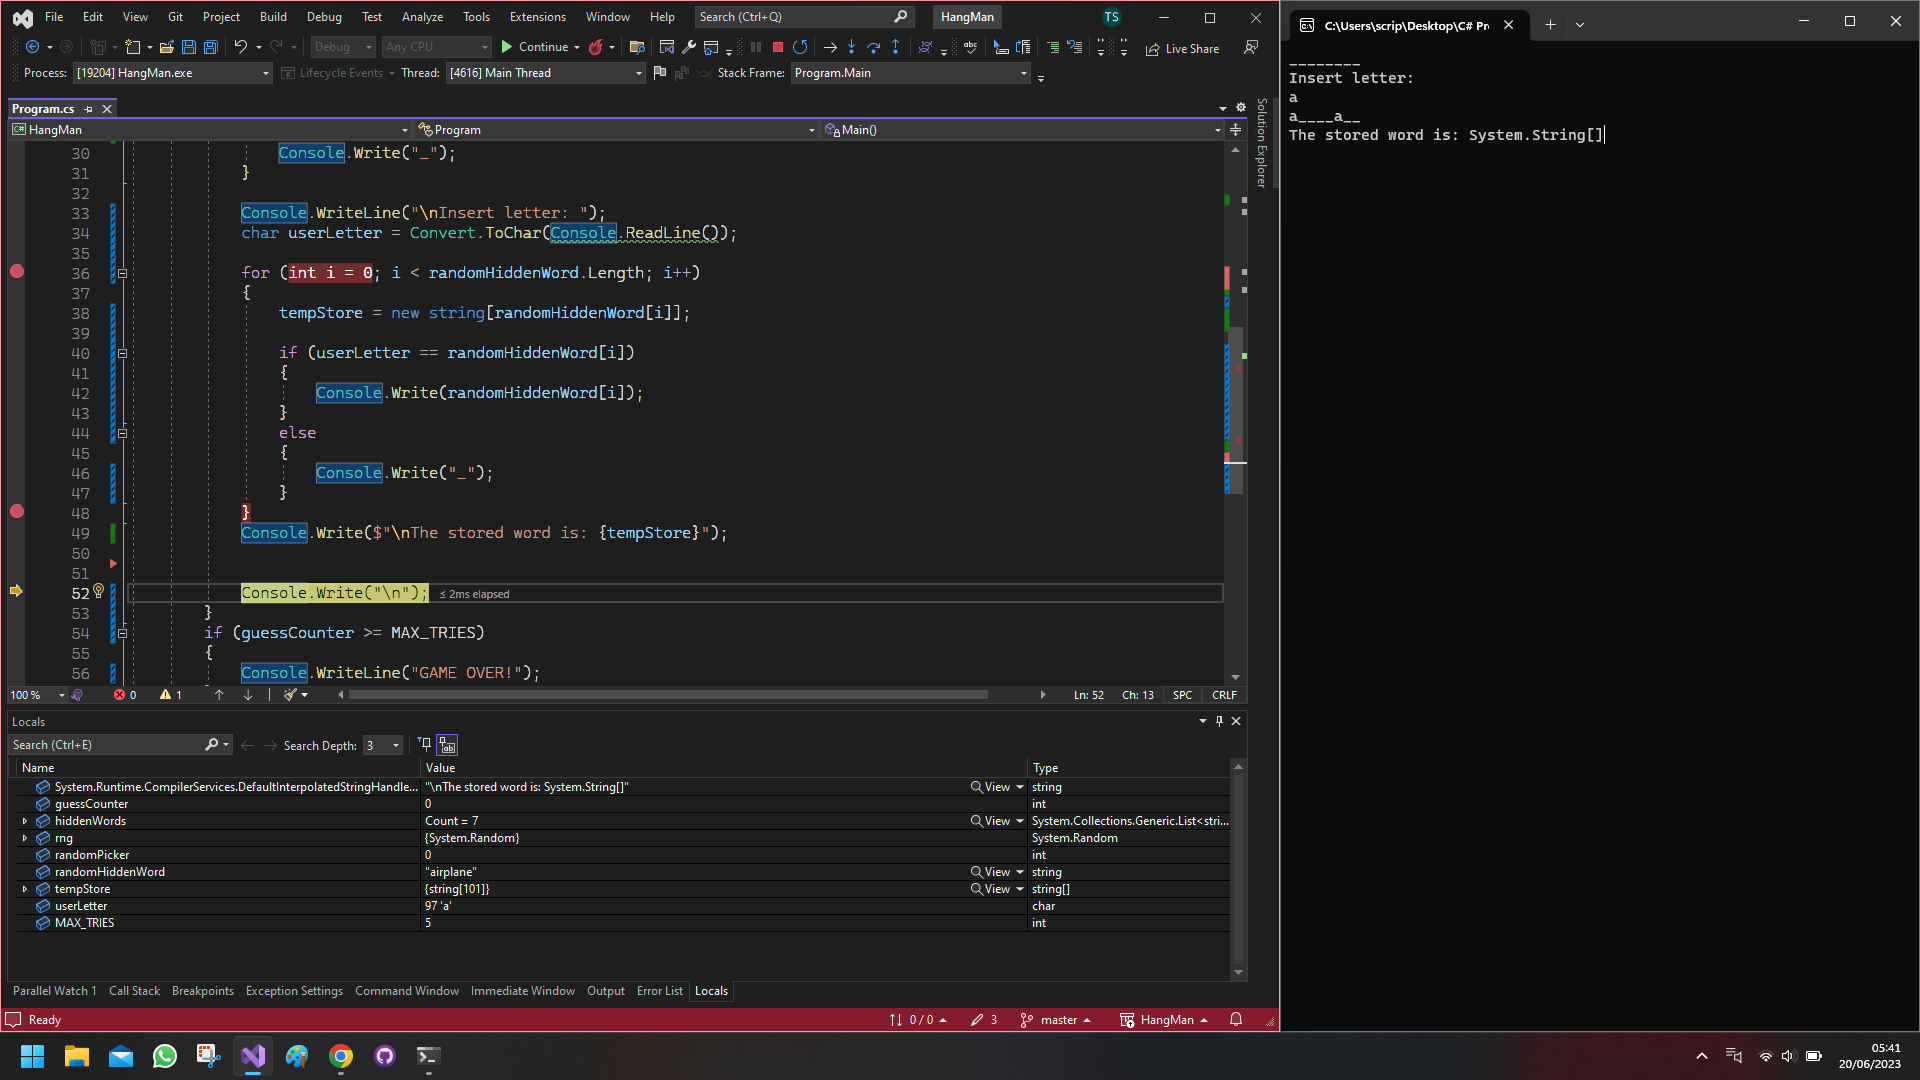 File Edit View Git Project Build Debug Test Analyze Tools Extensions Window Help Search (Ctrl+Q) HangMan TS
Debug Any CPU Continue Live Share
Process: [19204] HangMan.exe Lifecycle Events Thread: [4616] Main Thread Stack Frame: Program.Main
Program.cs
C# HangMan Program Main()
30 Console.Write("_");
31 }
32
33 Console.WriteLine("\nInsert letter: ");
34 char userLetter = Convert.ToChar(Console.ReadLine());
35
36 for (int i = 0; i < randomHiddenWord.Length; i++)
37 {
38 tempStore = new string[randomHiddenWord[i]];
39
40 if (userLetter == randomHiddenWord[i])
41 {
42 Console.Write(randomHiddenWord[i]);
43 }
44 else
45 {
46 Console.Write("_");
47 }
48 }
49 Console.Write($"\nThe stored word is: {tempStore}");
50
51
52 Console.Write("\n"); ≤ 2ms elapsed
53 }
54 if (guessCounter >= MAX_TRIES)
55 {
56 Console.WriteLine("GAME OVER!");
100 % 0 1 Ln: 52 Ch: 13 SPC CRLF
Solution Explorer
Locals
Search (Ctrl+E) Search Depth: 3
Name Value Type
System.Runtime.CompilerServices.DefaultInterpolatedStringHandle... "\nThe stored word is: System.String[]" View string
guessCounter 0 int
hiddenWords Count = 7 View System.Collections.Generic.List<stri...
rng {System.Random} System.Random
randomPicker 0 int
randomHiddenWord "airplane" View string
tempStore {string[101]} View string[]
userLetter 97 'a' char
MAX_TRIES 5 int
Parallel Watch 1 Call Stack Breakpoints Exception Settings Command Window Immediate Window Output Error List Locals
Ready 0 / 0 3 master HangMan
C:\Users\scrip\Desktop\C# Pr
________
Insert letter:
a
a____a__
The stored word is: System.String[]
05:41
20/06/2023